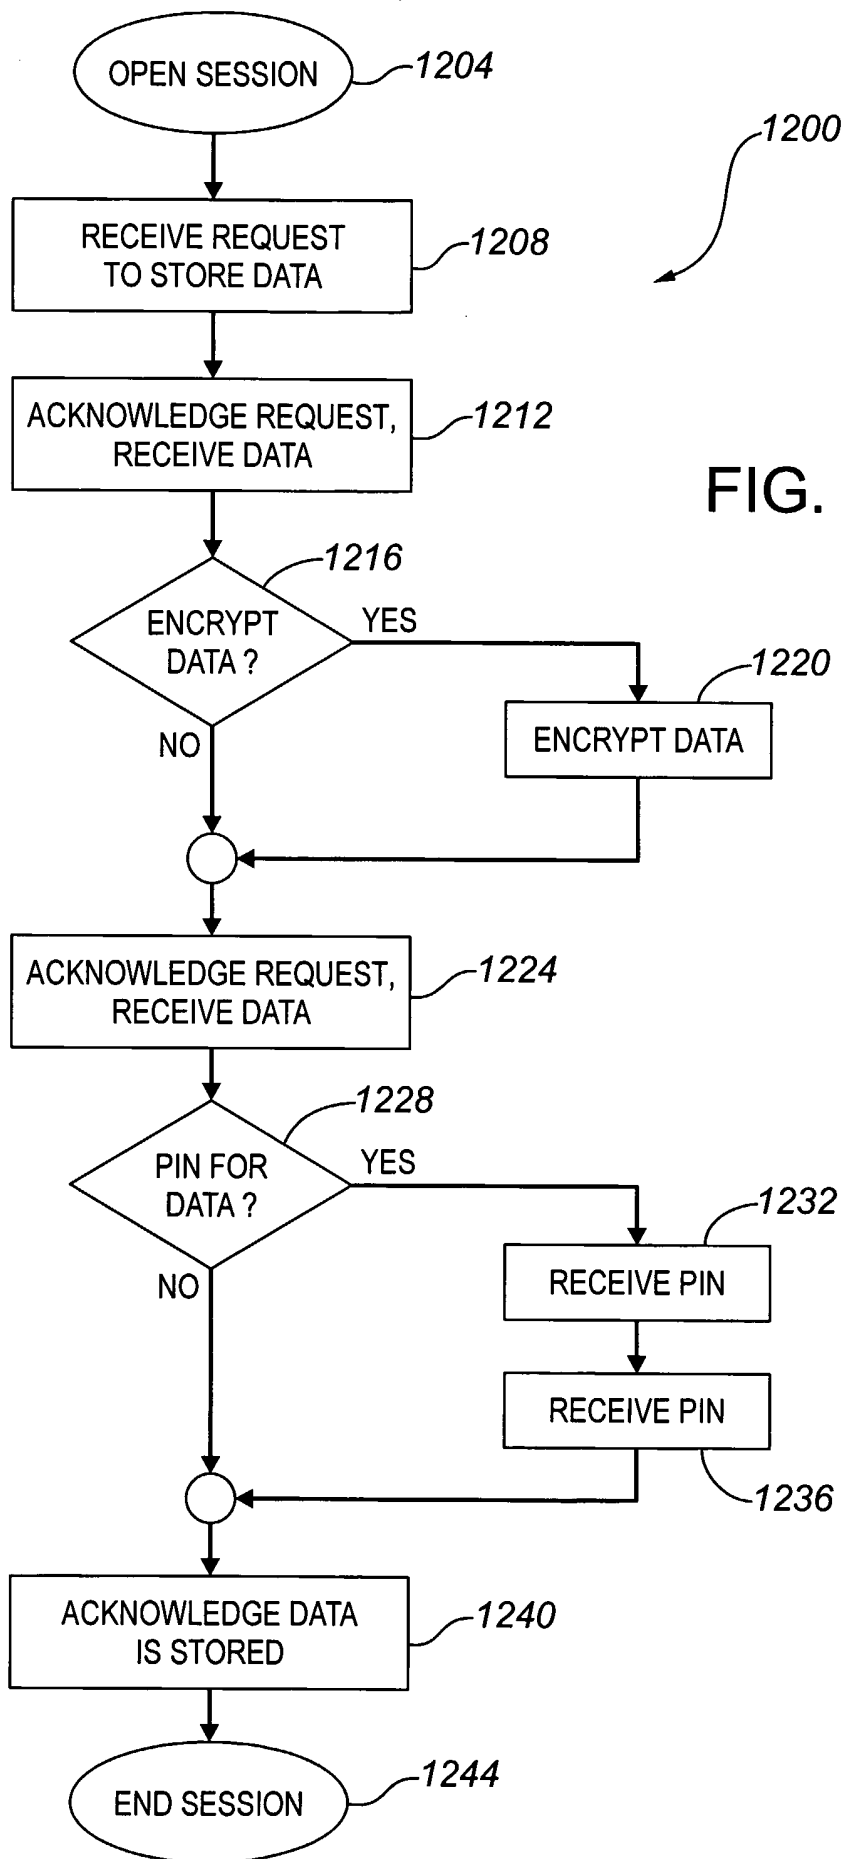 OPEN SESSION
1204
1200
RECEIVE REQUEST
TO STORE DATA
1208
ACKNOWLEDGE REQUEST,
RECEIVE DATA
1212
FIG.
1216
ENCRYPT
DATA ?
YES
NO
1220
ENCRYPT DATA
ACKNOWLEDGE REQUEST,
RECEIVE DATA
1224
1228
PIN FOR
DATA ?
YES
NO
1232
RECEIVE PIN
RECEIVE PIN
1236
ACKNOWLEDGE DATA
IS STORED
1240
END SESSION
1244